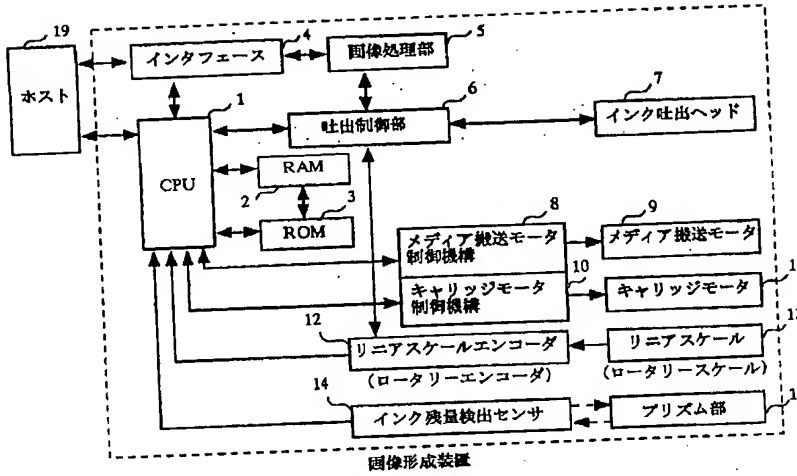 19
ホスト
インタフェース
4
画像処理部
5
1
CPU
吐出制御部
6
インク吐出ヘッド
7
RAM
2
ROM
3
メディア搬送モータ
制御機構
8
メディア搬送モータ
9
キャリッジモータ
制御機構
10
キャリッジモータ
12
リニアスケールエンコーダ
(ロータリーエンコーダ)
リニアスケール
(ロータリースケール)
14
インク残量検出センサ
プリズム部
画像形成装置